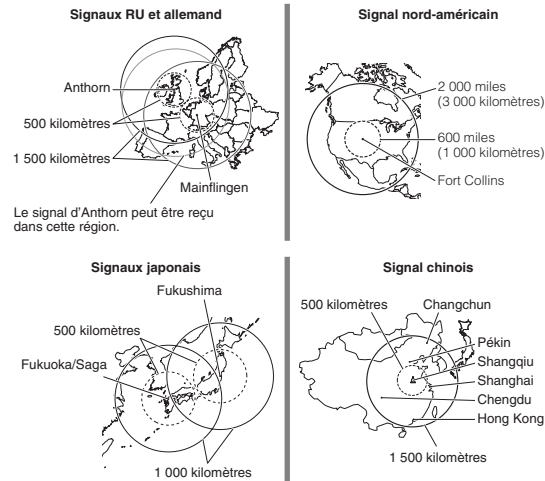 Signaux RU et allemand
Anthorn
500 kilomètres
1 500 kilomètres
Mainflingen
Le signal d'Anthorn peut être reçu
dans cette région.
Signal nord-américain
2 000 miles
(3 000 kilomètres)
600 miles
(1 000 kilomètres)
Fort Collins
Signaux japonais
Fukushima
500 kilomètres
Fukuoka/Saga
1 000 kilomètres
Signal chinois
500 kilomètres
Changchun
Pékin
Shangqiu
Shanghai
Chengdu
Hong Kong
1 500 kilomètres